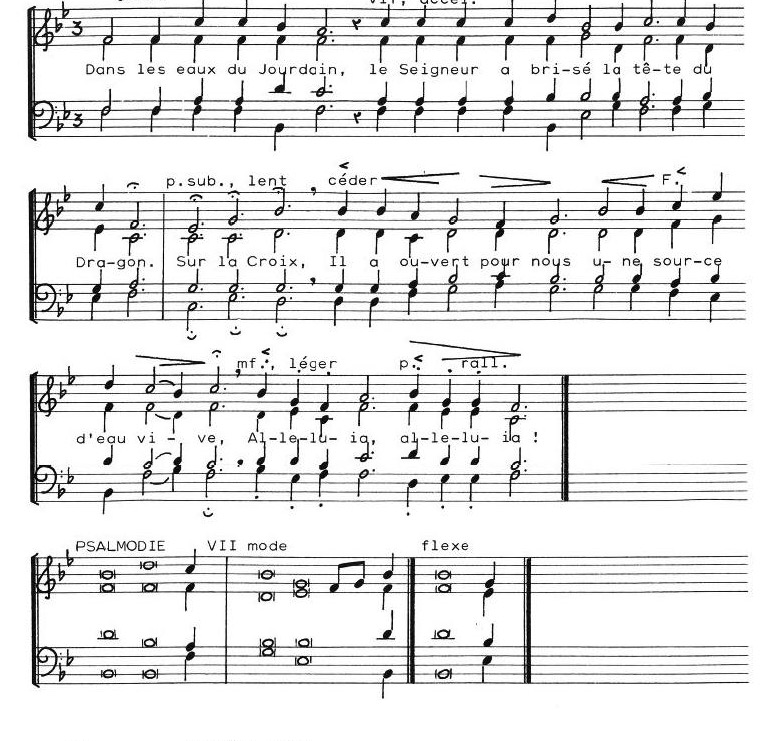 vif, accel.
Dans les eaux du Jourdain, le Seigneur a bri-sé la tê-te du
p.sub., lent céder F.
Dra-gon. Sur la Croix, Il a ou-vert pour nous u- ne sour-ce
mf., léger p. rall.
d'eau vi - ve, Al-le-lu- ia, al-le-lu- ia !
PSALMODIE VII mode flexe